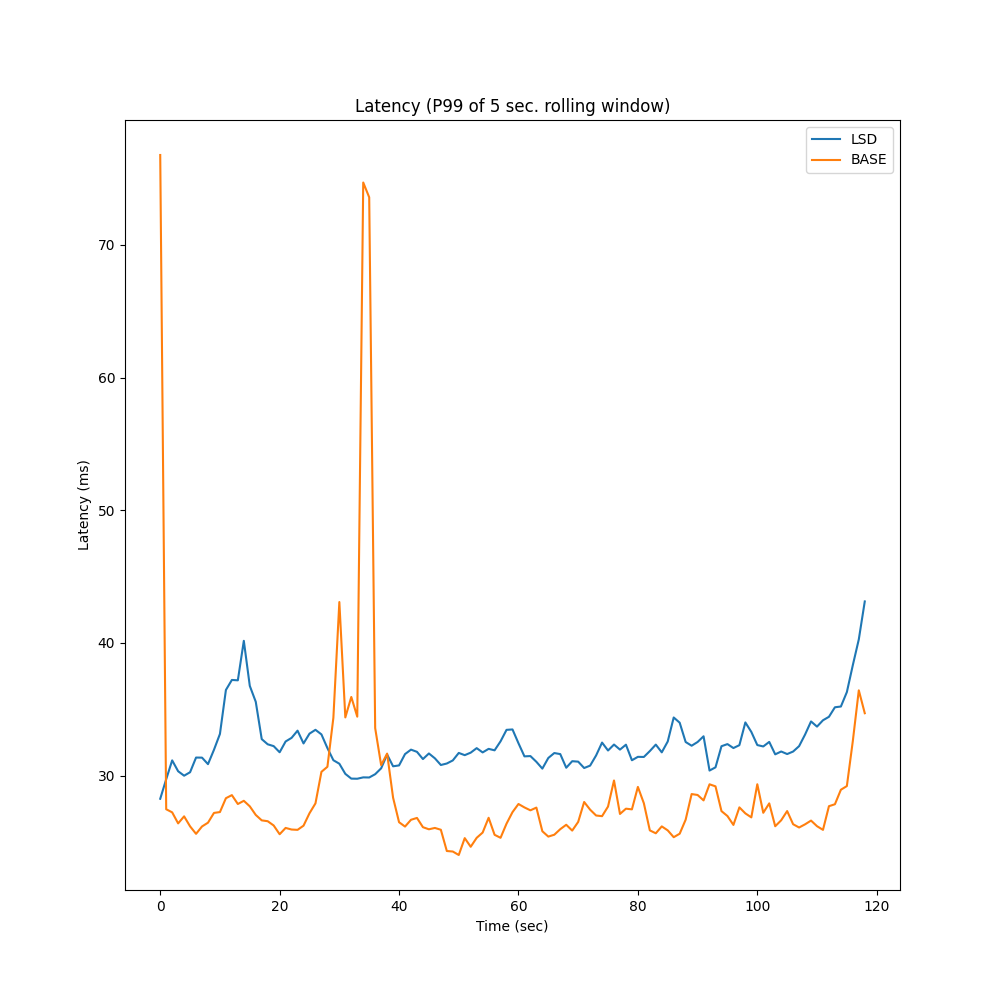 Latency (P99 of 5 sec. rolling window)
LSD
BASE
70
60
50
40
30
Latency (ms)
0 20 40 60 80 100 120
Time (sec)